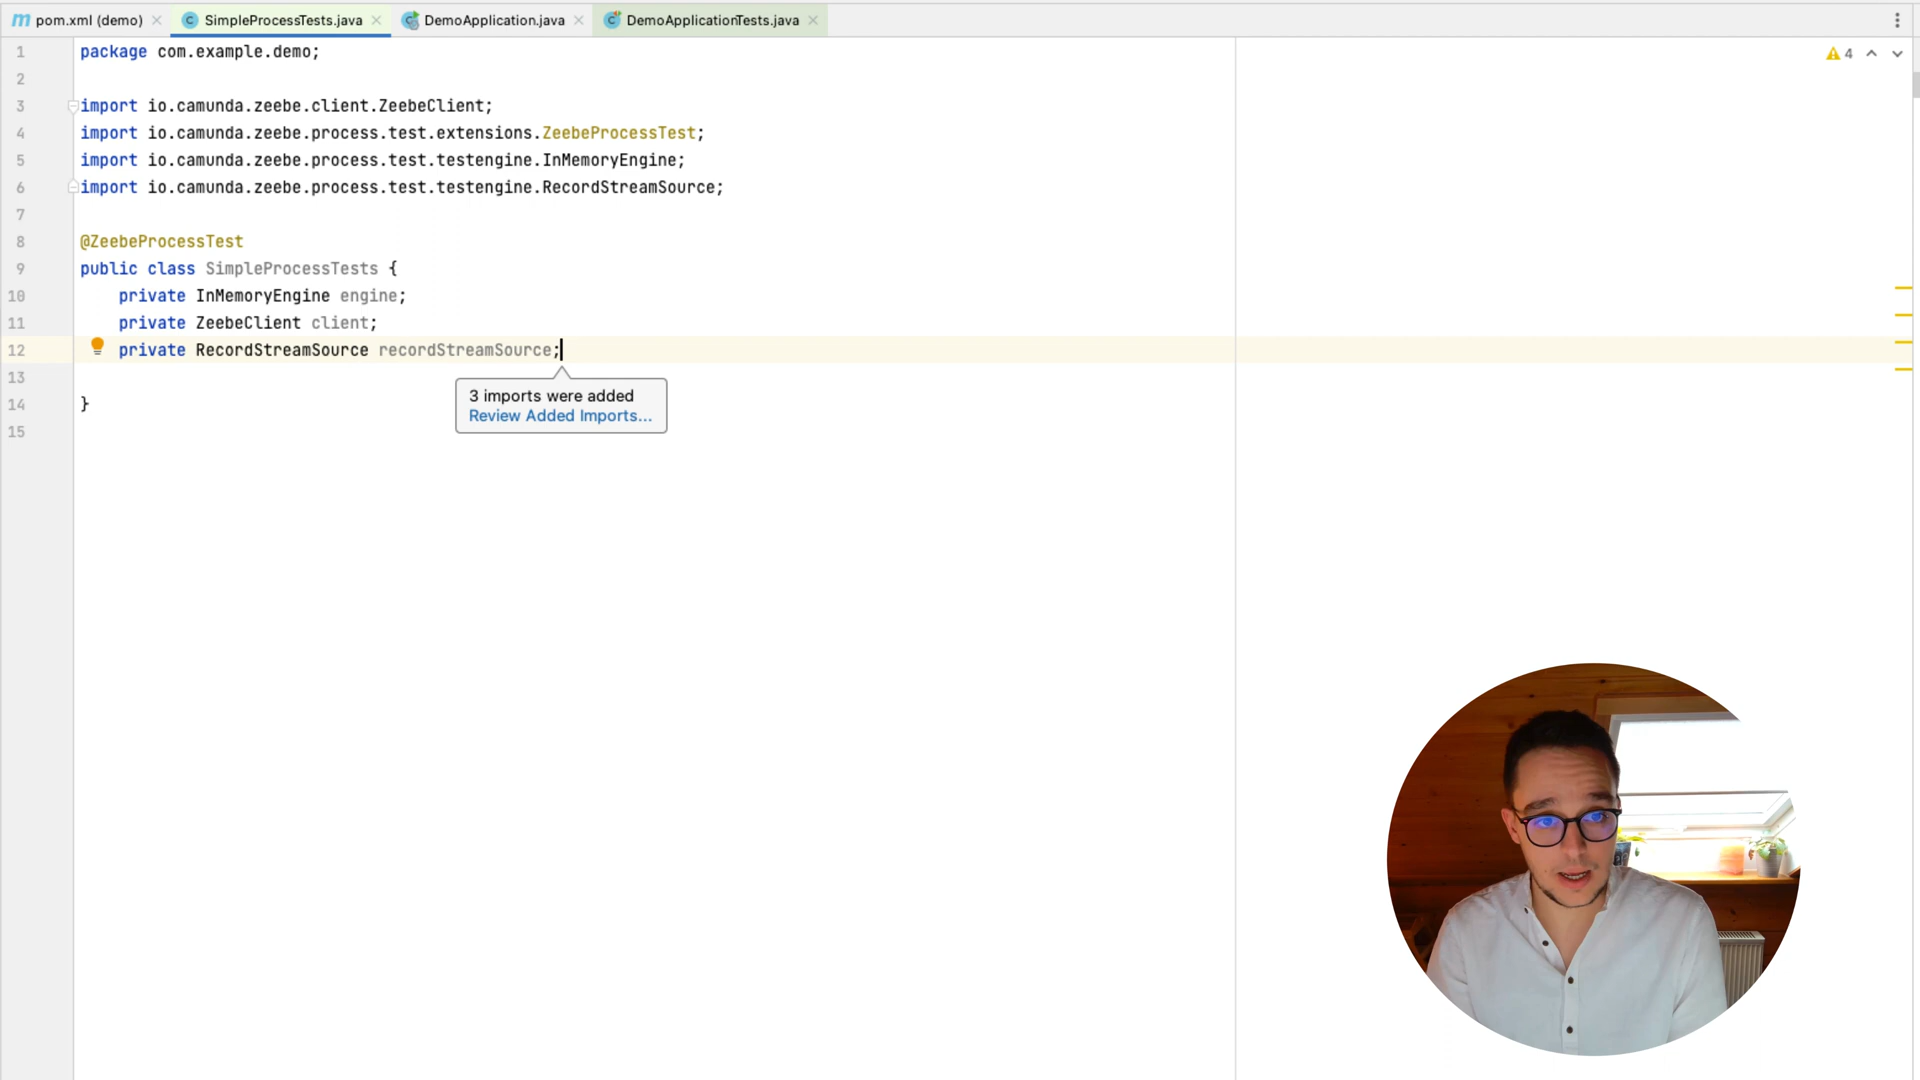 m pom.xml (demo) SimpleProcessTests.java DemoApplication.java DemoApplicationTests.java
1 package com.example.demo;
2
3 import io.camunda.zeebe.client.ZeebeClient;
4 import io.camunda.zeebe.process.test.extensions.ZeebeProcessTest;
5 import io.camunda.zeebe.process.test.testengine.InMemoryEngine;
6 import io.camunda.zeebe.process.test.testengine.RecordStreamSource;
7
8 @ZeebeProcessTest
9 public class SimpleProcessTests {
10 private InMemoryEngine engine;
11 private ZeebeClient client;
12 private RecordStreamSource recordStreamSource;
13
14 }
15
3 imports were added
Review Added Imports...
4